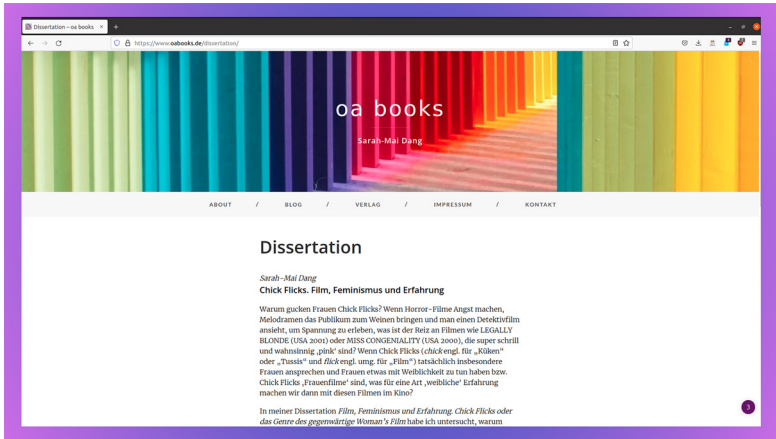 Dissertation – oa books
https://www.oabooks.de/dissertation/
oa books
Sarah-Mai Dang
ABOUT / BLOG / VERLAG / IMPRESSUM / KONTAKT
Dissertation
Sarah-Mai Dang
Chick Flicks. Film, Feminismus und Erfahrung
Warum gucken Frauen Chick Flicks? Wenn Horror-Filme Angst machen,
Melodramen das Publikum zum Weinen bringen und man einen Detektivfilm
ansieht, um Spannung zu erleben, was ist der Reiz an Filmen wie LEGALLY
BLONDE (USA 2001) oder MISS CONGENIALITY (USA 2000), die super schrill
und wahnsinnig ‚pink‘ sind? Wenn Chick Flicks (chick engl. für „Küken“
oder „Tussis“ und flick engl. umg. für „Film“) tatsächlich insbesondere
Frauen ansprechen und Frauen etwas mit Weiblichkeit zu tun haben bzw.
Chick Flicks ‚Frauenfilme‘ sind, was für eine Art ‚weibliche‘ Erfahrung
machen wir dann mit diesen Filmen im Kino?
In meiner Dissertation Film, Feminismus und Erfahrung. Chick Flicks oder
das Genre des gegenwärtige Woman's Film habe ich untersucht, warum
3